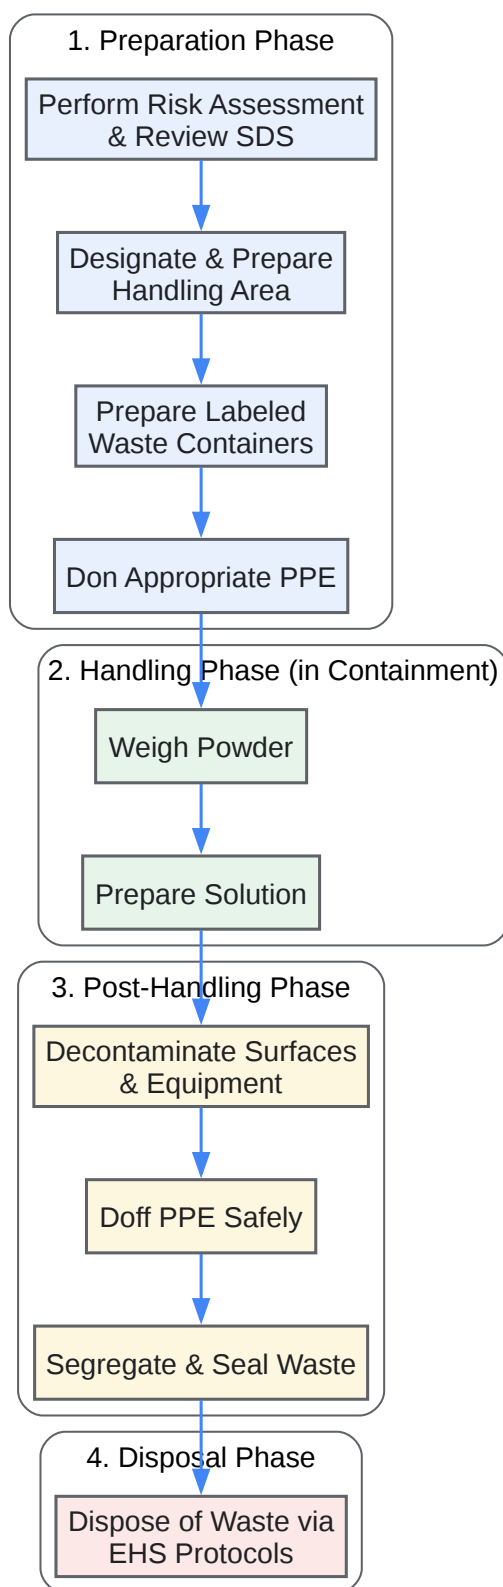 1. Preparation Phase
Perform Risk Assessment
& Review SDS
Designate & Prepare
Handling Area
Prepare Labeled
Waste Containers
Don Appropriate PPE
2. Handling Phase (in Containment)
Weigh Powder
Prepare Solution
3. Post-Handling Phase
Decontaminate Surfaces
& Equipment
Doff PPE Safely
Segregate & Seal Waste
4. Disposal Phase
Dispose of Waste via
EHS Protocols